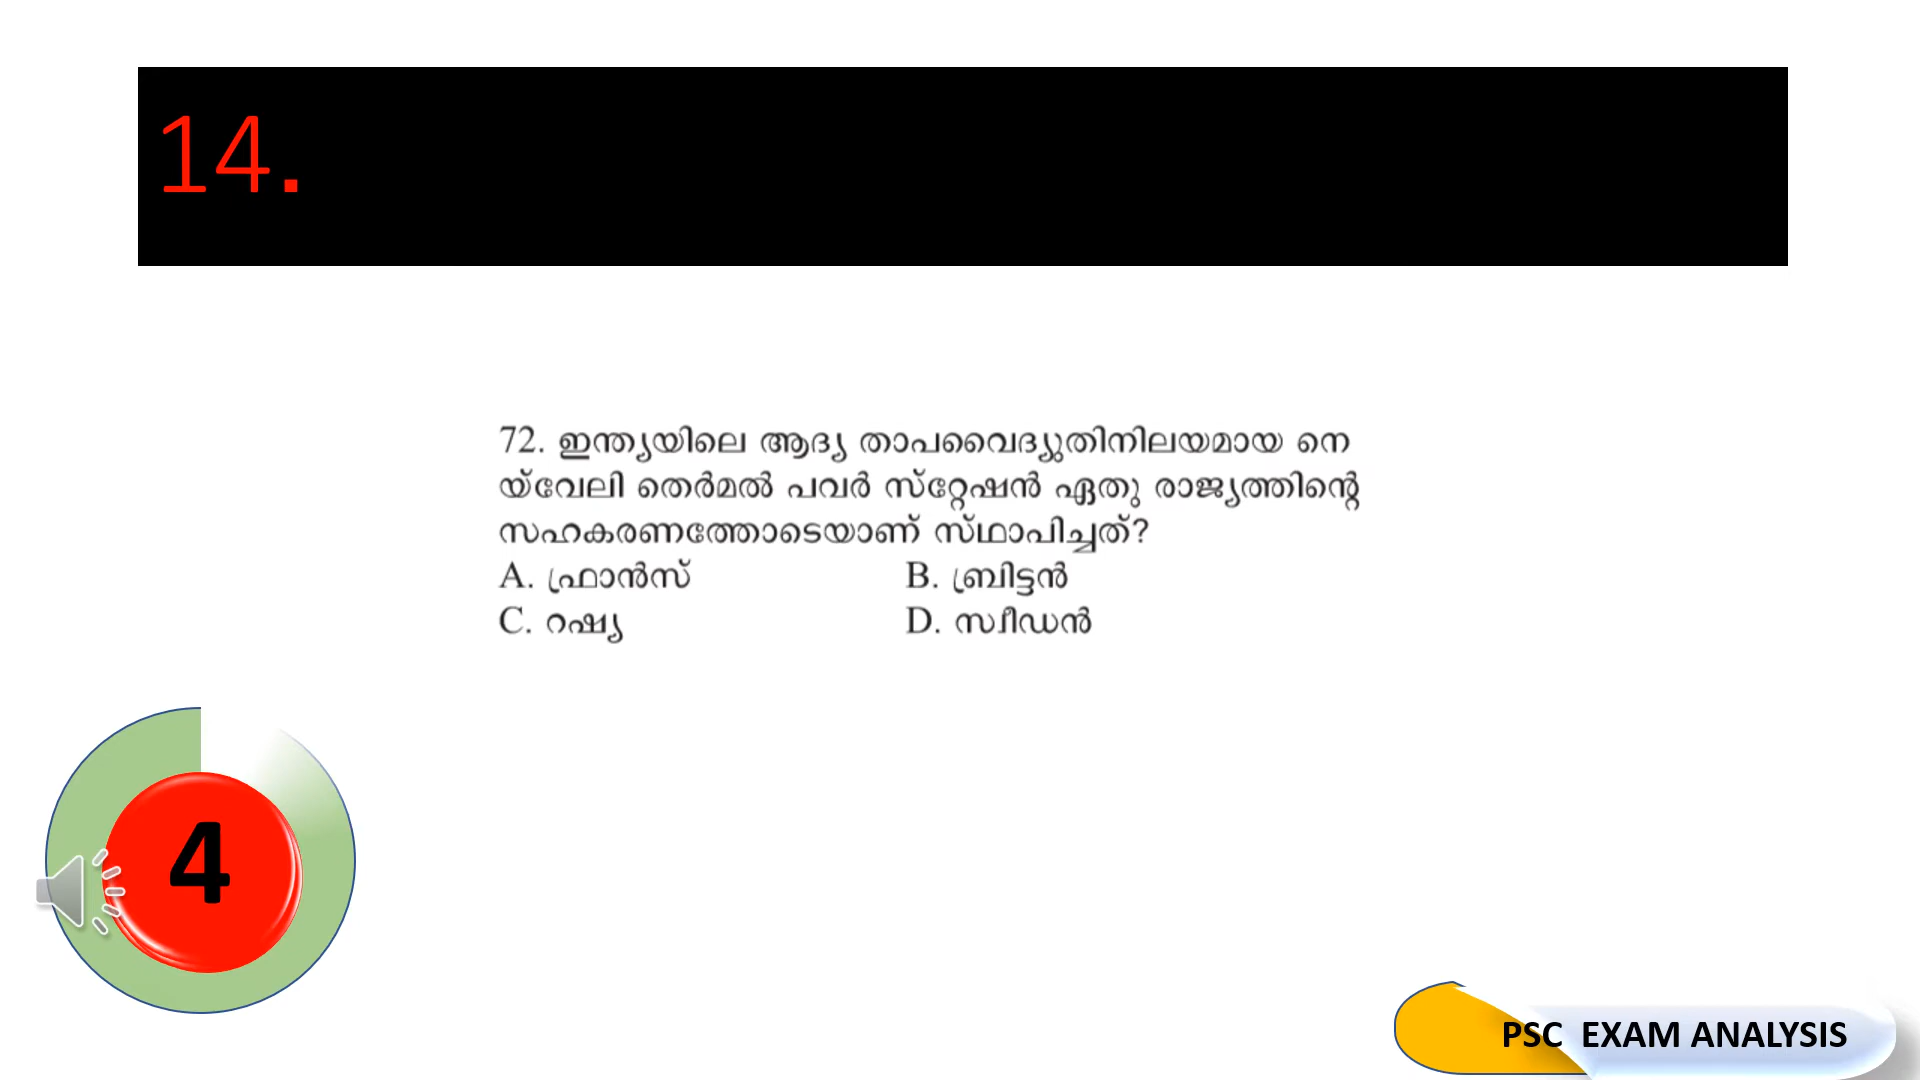 14.
72. ഇന്ത്യയിലെ ആദ്യ താപവൈദ്യുതിനിലയമായ നെ
യ്‌വേലി തെർമൽ പവർ സ്‌റ്റേഷൻ ഏതു രാജ്യത്തിന്റെ
സഹകരണത്തോടെയാണ് സ്‌ഥാപിച്ചത്?
A. ഫ്രാൻസ് B. ബ്രിട്ടൻ
C. റഷ്യ D. സ്വീഡൻ
4
PSC EXAM ANALYSIS